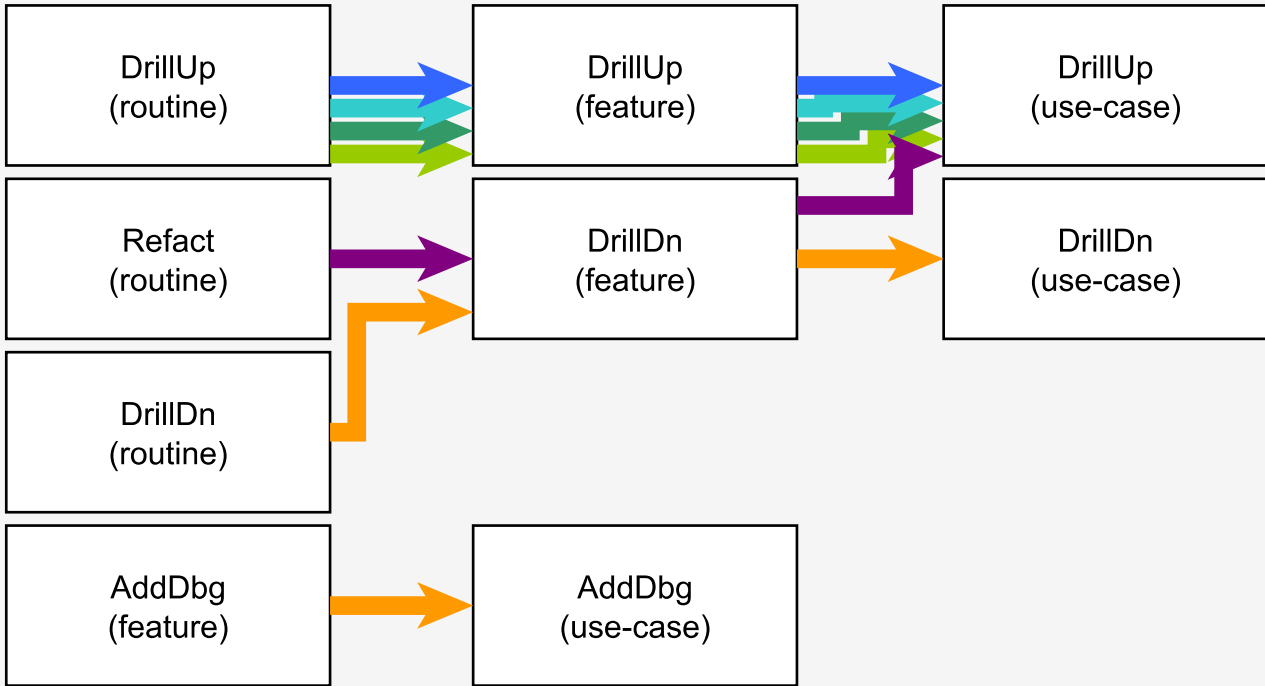 DrillUp
(routine)
DrillUp
(feature)
DrillUp
(use-case)
Refact
(routine)
DrillDn
(feature)
DrillDn
(use-case)
DrillDn
(routine)
AddDbg
(feature)
AddDbg
(use-case)